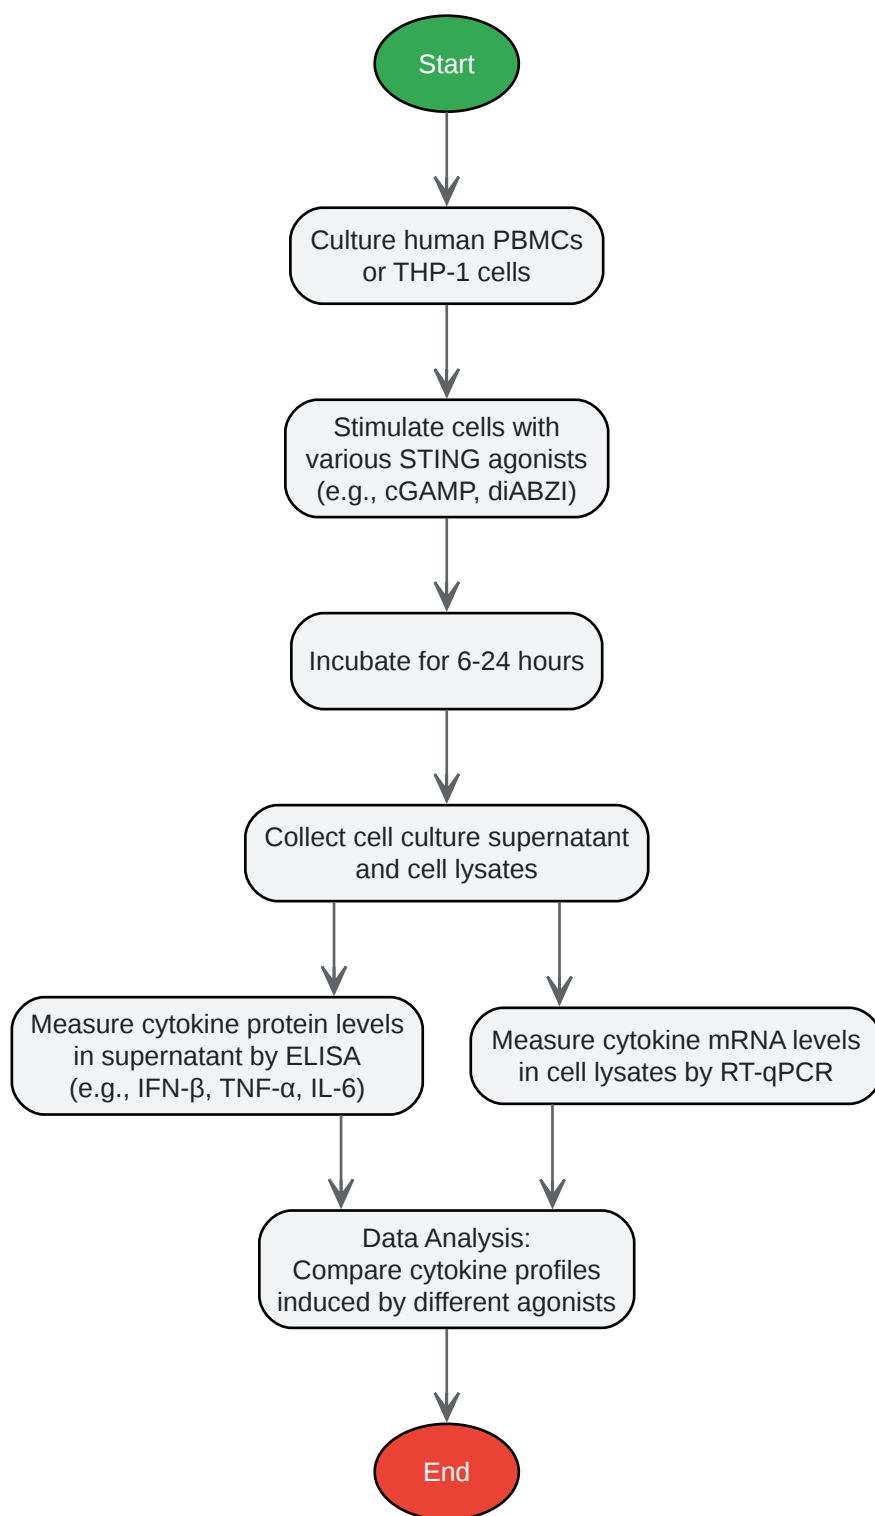 Start
Culture human PBMCs
or THP-1 cells
Stimulate cells with
various STING agonists
(e.g., cGAMP, diABZI)
Incubate for 6-24 hours
Collect cell culture supernatant
and cell lysates
Measure cytokine protein levels
in supernatant by ELISA
(e.g., IFN-β, TNF-α, IL-6)
Measure cytokine mRNA levels
in cell lysates by RT-qPCR
Data Analysis:
Compare cytokine profiles
induced by different agonists
End